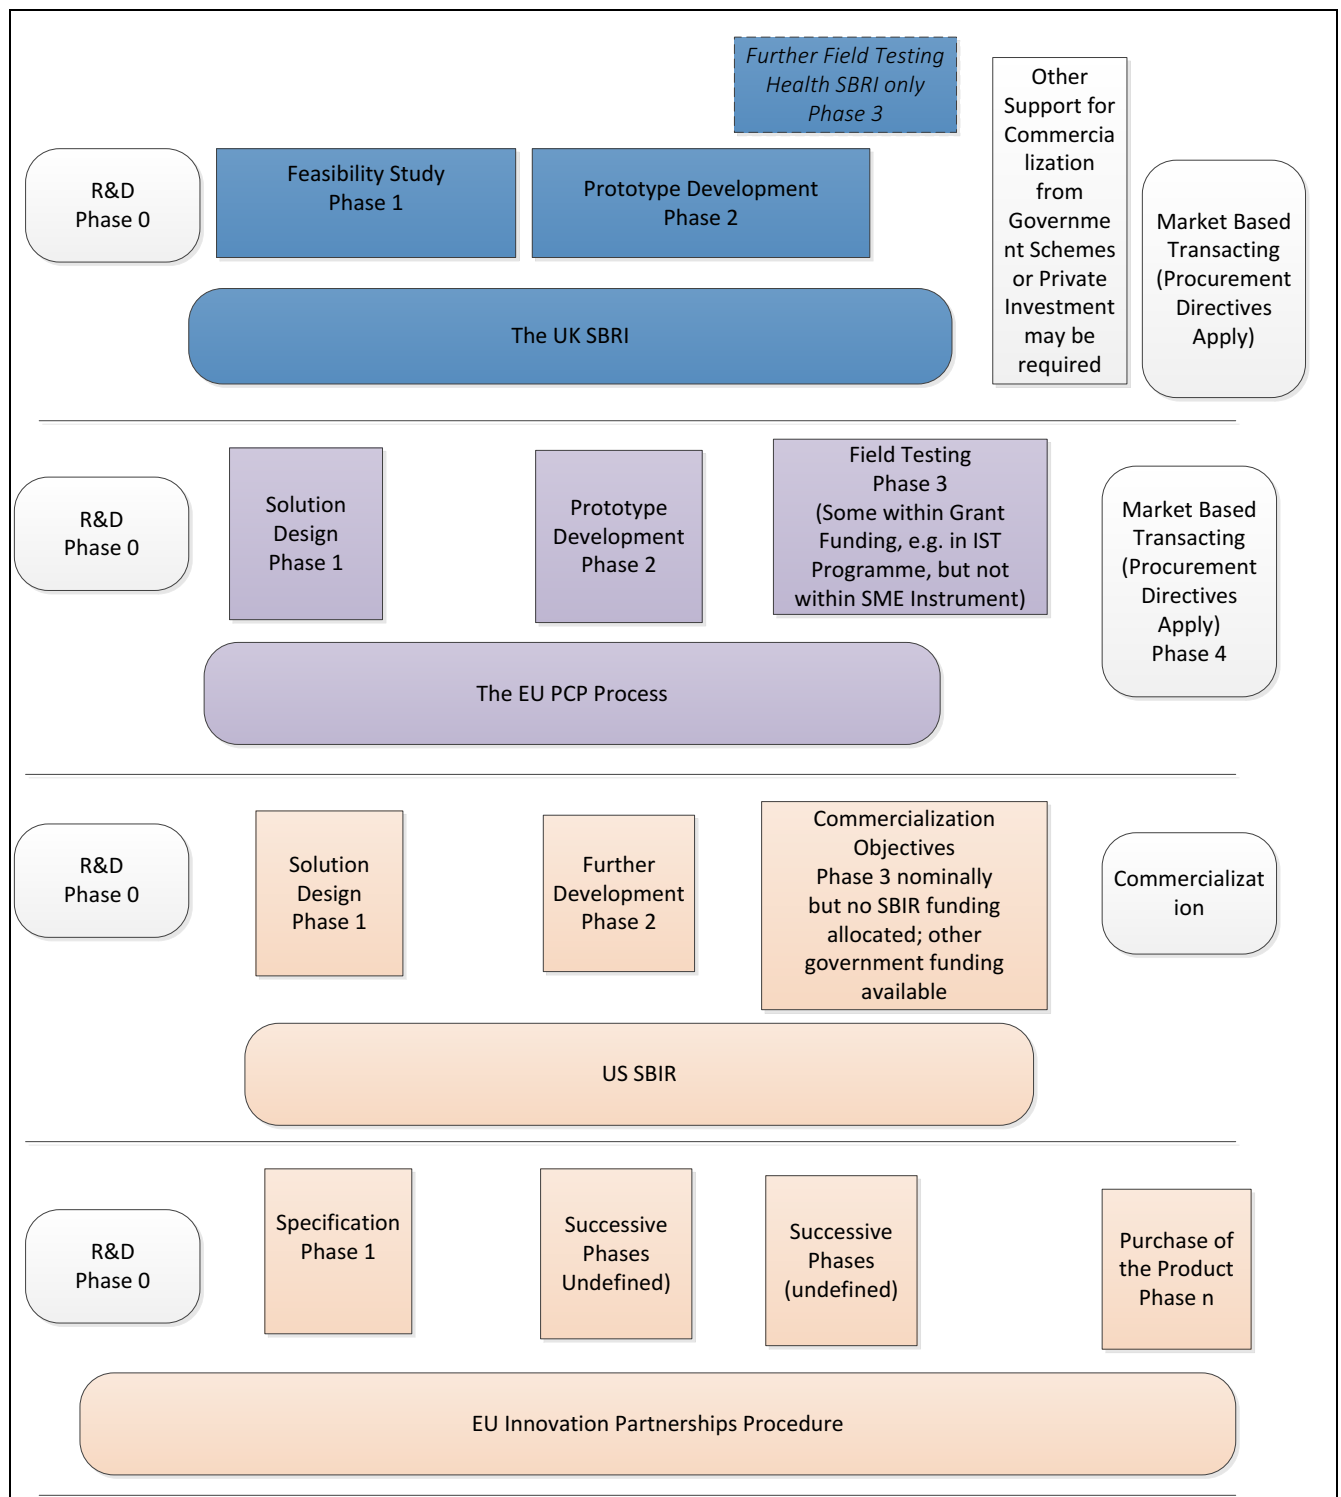 Further Field Testing
Health SBRI only
Phase 3
Other
Support for
Commercia
lization
from
Governme
nt Schemes
or Private
Investment
may be
required
R&D
Phase 0
Feasibility Study
Phase 1
Prototype Development
Phase 2
Market Based
Transacting
(Procurement
Directives
Apply)
The UK SBRI
R&D
Phase 0
Solution
Design
Phase 1
Prototype
Development
Phase 2
Field Testing
Phase 3
(Some within Grant
Funding, e.g. in IST
Programme, but not
within SME Instrument)
Market Based
Transacting
(Procurement
Directives
Apply)
Phase 4
The EU PCP Process
R&D
Phase 0
Solution
Design
Phase 1
Further
Development
Phase 2
Commercialization
Objectives
Phase 3 nominally
but no SBIR funding
allocated; other
government funding
available
Commercializat
ion
US SBIR
R&D
Phase 0
Specification
Phase 1
Successive
Phases
Undefined)
Successive
Phases
(undefined)
Purchase of
the Product
Phase n
EU Innovation Partnerships Procedure